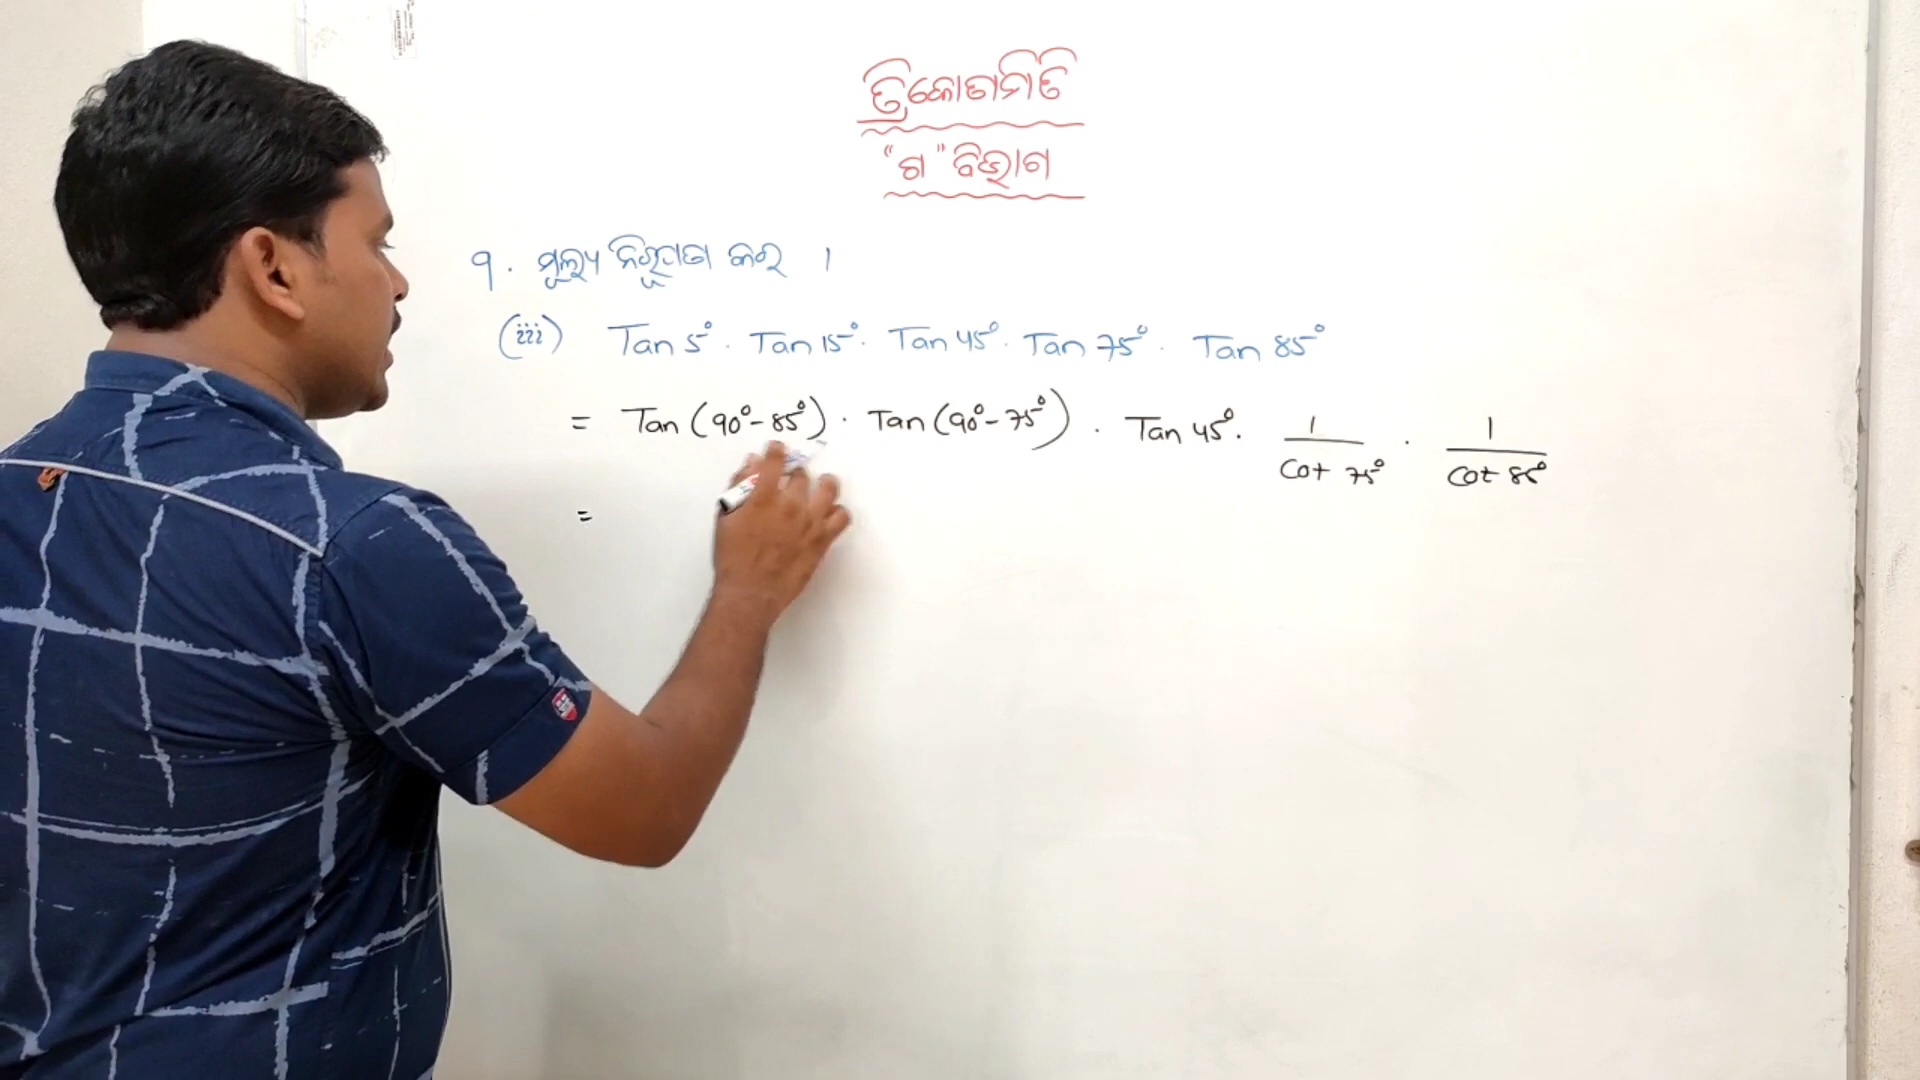 ତ୍ରିକୋଣମିତି
"ଗ" ବିଭାଗ
୧. ମୂଲ୍ୟ ନିରୂପଣ କର ।
(iii) Tan 5° . Tan 15° . Tan 45° . Tan 75° . Tan 85°
= Tan (90° - 85°) . Tan (90° - 75°) . Tan 45° . 1/Cot 75° . 1/Cot 85°
=